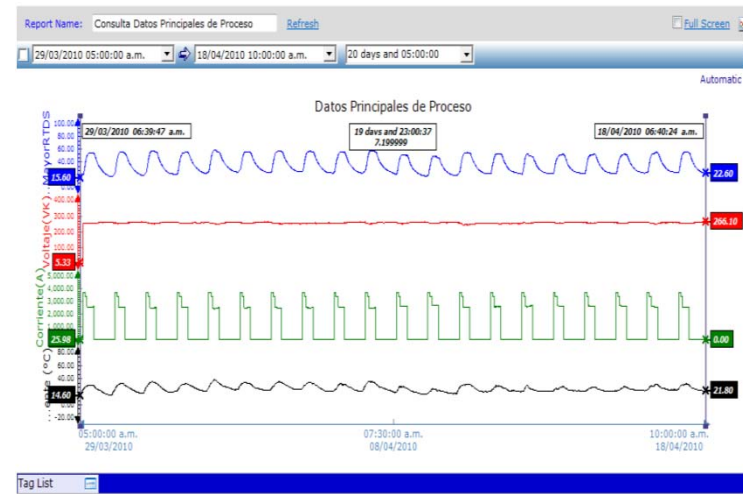 Report Name: Consulta Datos Principales de Proceso Refresh Full Screen
29/03/2010 05:00:00 a.m. 18/04/2010 10:00:00 a.m. 20 days and 05:00:00
Automatic
Datos Principales de Proceso
29/03/2010 06:39:47 a.m. 19 days and 23:00:37 18/04/2010 06:40:24 a.m.
7.199999
MayorRTDS
100.00
80.00
60.00
40.00
15.60
22.60
Voltaje(VK)..
400.00
300.00
200.00
100.00
5.33
266.10
Corriente(A)
5,000.00
4,000.00
3,000.00
2,000.00
1,000.00
25.98
0.00
...ente (ºC)
80.00
60.00
40.00
14.60
0.00
-20.00
21.80
05:00:00 a.m. 07:30:00 a.m. 10:00:00 a.m.
29/03/2010 08/04/2010 18/04/2010
Tag List